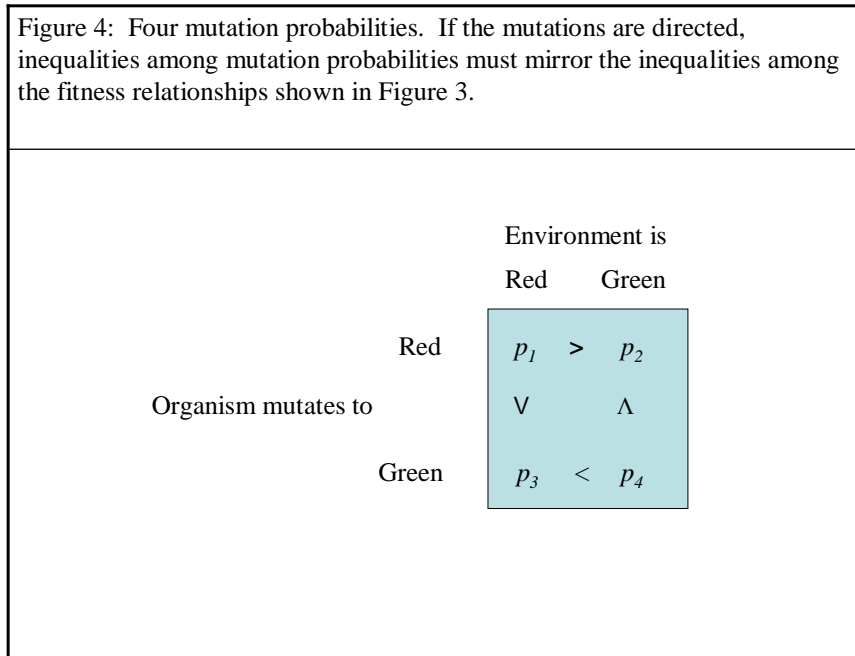 Figure 4: Four mutation probabilities. If the mutations are directed,
inequalities among mutation probabilities must mirror the inequalities among
the fitness relationships shown in Figure 3.
Environment is
Red Green
Red p1 > p2
Organism mutates to V Λ
Green p3 < p4